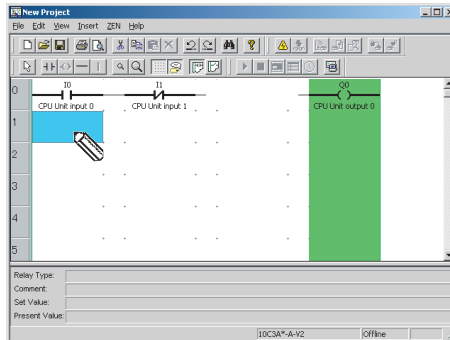 New Project
File Edit View Insert ZEN Help
0 I0 I1 Q0
CPU Unit input 0 CPU Unit input 1 CPU Unit output 0
1
2
3
4
5
Relay Type:
Comment:
Set Value:
Present Value:
10C3A*-A-V2 Offline